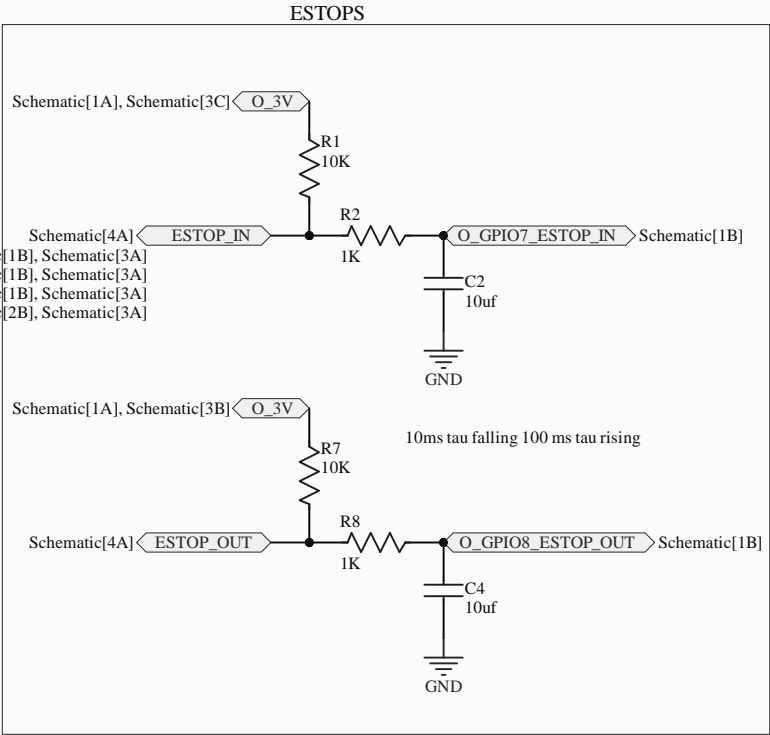 ESTOPS
Schematic[1A], Schematic[3C] O_3V
R1
10K
R2
Schematic[4A] ESTOP_IN O_GPIO7_ESTOP_IN Schematic[1B]
1K
[1B], Schematic[3A]
[1B], Schematic[3A]
[1B], Schematic[3A]
[2B], Schematic[3A]
C2
10uf
GND
Schematic[1A], Schematic[3B] O_3V
10ms tau falling 100 ms tau rising
R7
10K
R8
Schematic[4A] ESTOP_OUT O_GPIO8_ESTOP_OUT Schematic[1B]
1K
C4
10uf
GND